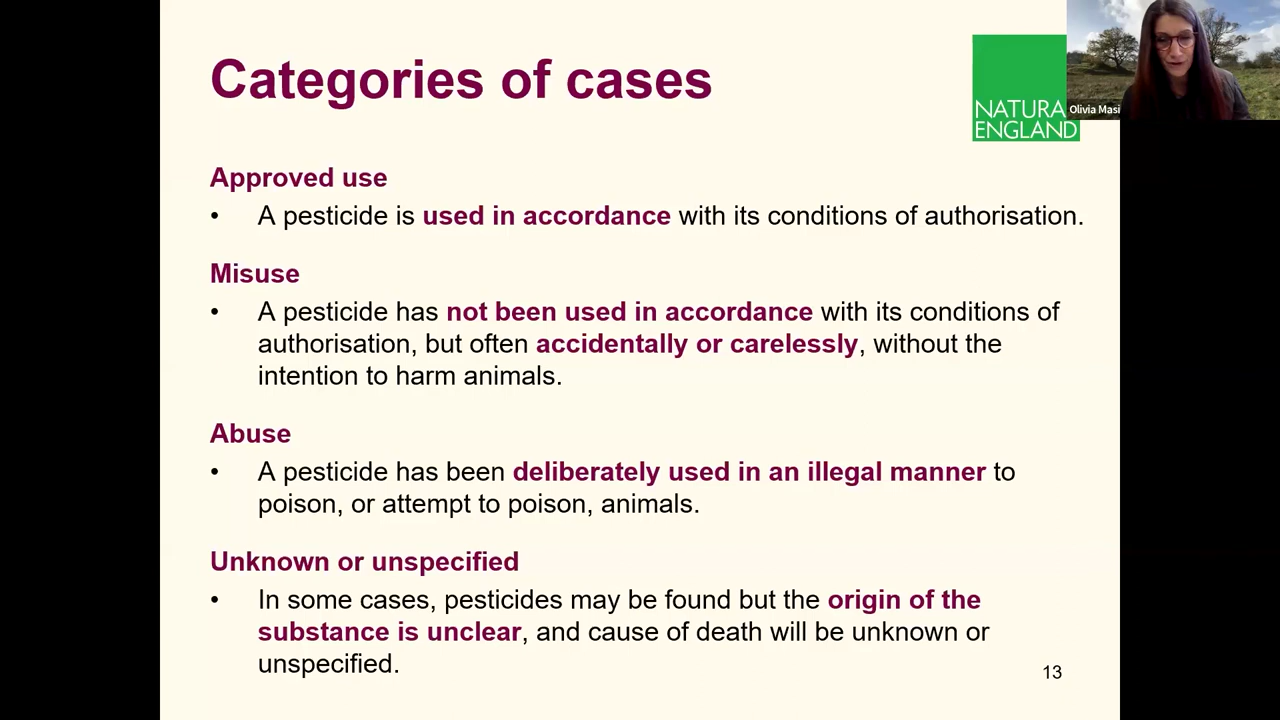 Categories of cases
NATURA
ENGLAND
Olivia Masi
Approved use
• A pesticide is used in accordance with its conditions of authorisation.
Misuse
• A pesticide has not been used in accordance with its conditions of
authorisation, but often accidentally or carelessly, without the
intention to harm animals.
Abuse
• A pesticide has been deliberately used in an illegal manner to
poison, or attempt to poison, animals.
Unknown or unspecified
• In some cases, pesticides may be found but the origin of the
substance is unclear, and cause of death will be unknown or
unspecified.
13